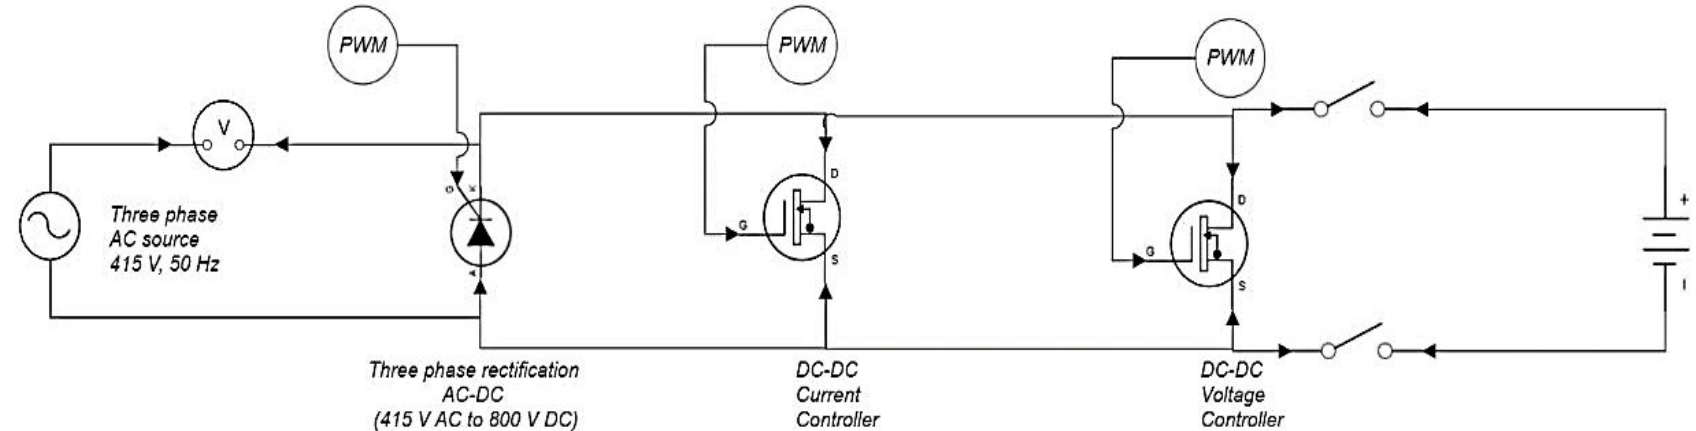 PWM
PWM
PWM
V
Three phase
AC source
415 V, 50 Hz
G
K
A
D
G
S
D
G
S
+
Three phase rectification
AC-DC
(415 V AC to 800 V DC)
DC-DC
Current
Controller
DC-DC
Voltage
Controller